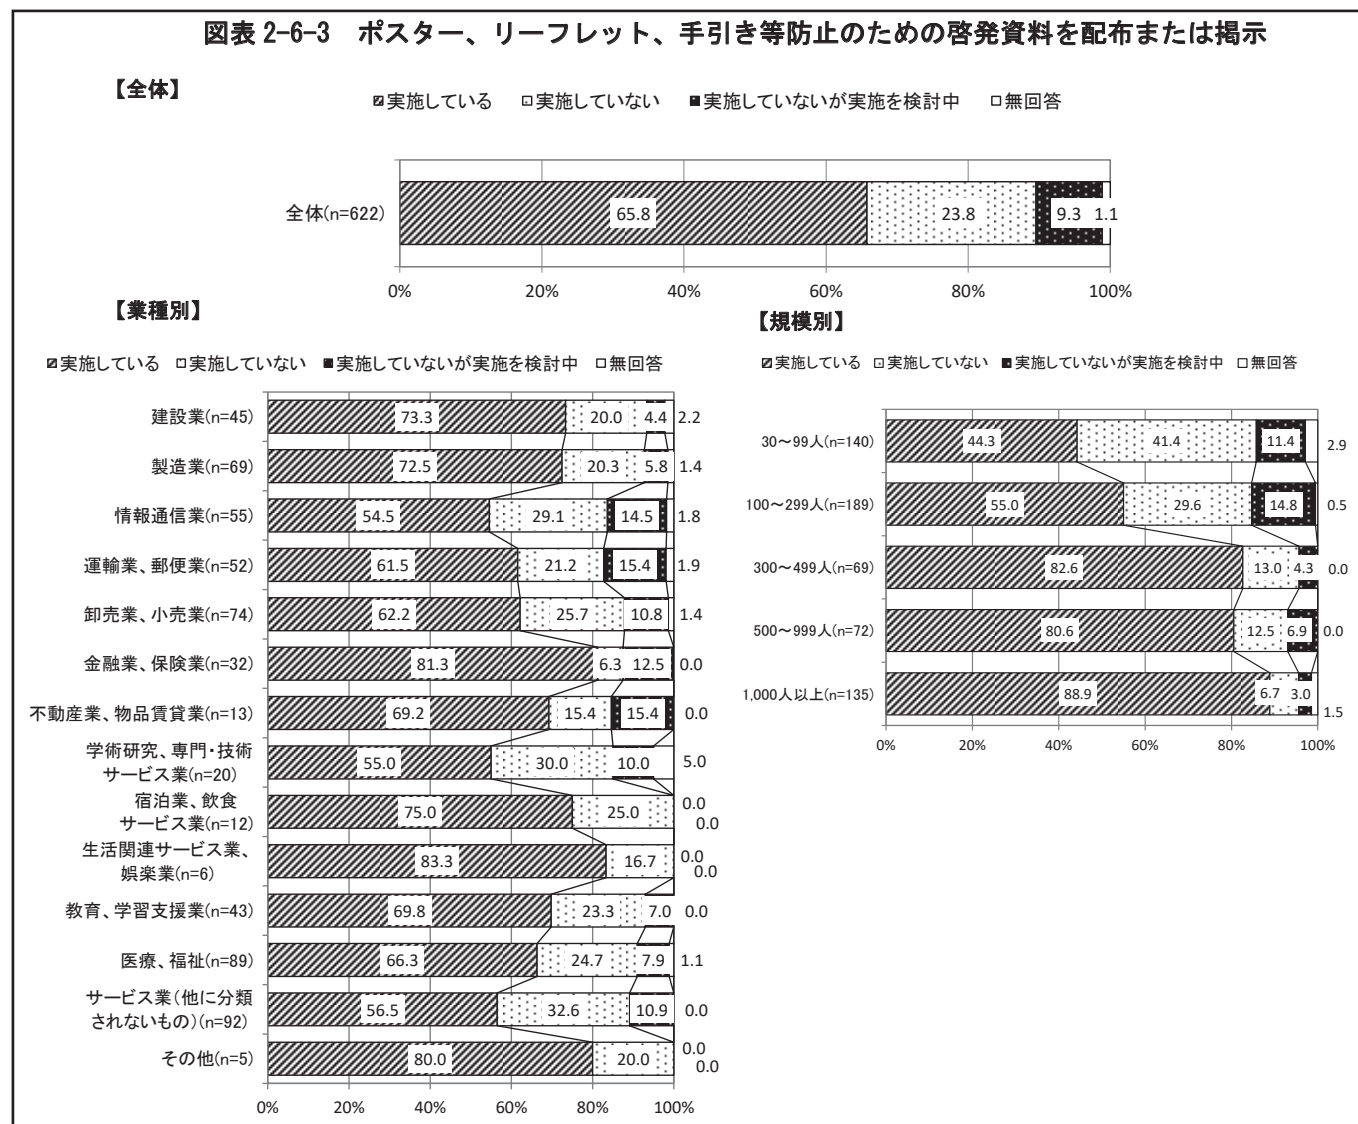 図表 2-6-3　ポスター、リーフレット、手引き等防止のための啓発資料を配布または掲示
【全体】
実施している 実施していない 実施していないが実施を検討中 無回答
全体(n=622) 65.8 23.8 9.3 1.1
0% 20% 40% 60% 80% 100%
【業種別】
実施している 実施していない 実施していないが実施を検討中 無回答
建設業(n=45) 73.3 20.0 4.4 2.2
製造業(n=69) 72.5 20.3 5.8 1.4
情報通信業(n=55) 54.5 29.1 14.5 1.8
運輸業、郵便業(n=52) 61.5 21.2 15.4 1.9
卸売業、小売業(n=74) 62.2 25.7 10.8 1.4
金融業、保険業(n=32) 81.3 6.3 12.5 0.0
不動産業、物品賃貸業(n=13) 69.2 15.4 15.4 0.0
学術研究、専門・技術
サービス業(n=20) 55.0 30.0 10.0 5.0
宿泊業、飲食
サービス業(n=12) 75.0 25.0 0.0 0.0
生活関連サービス業、
娯楽業(n=6) 83.3 16.7 0.0 0.0
教育、学習支援業(n=43) 69.8 23.3 7.0 0.0
医療、福祉(n=89) 66.3 24.7 7.9 1.1
サービス業(他に分類
されないもの)(n=92) 56.5 32.6 10.9 0.0
その他(n=5) 80.0 20.0 0.0 0.0
0% 20% 40% 60% 80% 100%
【規模別】
実施している 実施していない 実施していないが実施を検討中 無回答
30～99人(n=140) 44.3 41.4 11.4 2.9
100～299人(n=189) 55.0 29.6 14.8 0.5
300～499人(n=69) 82.6 13.0 4.3 0.0
500～999人(n=72) 80.6 12.5 6.9 0.0
1,000人以上(n=135) 88.9 6.7 3.0 1.5
0% 20% 40% 60% 80% 100%